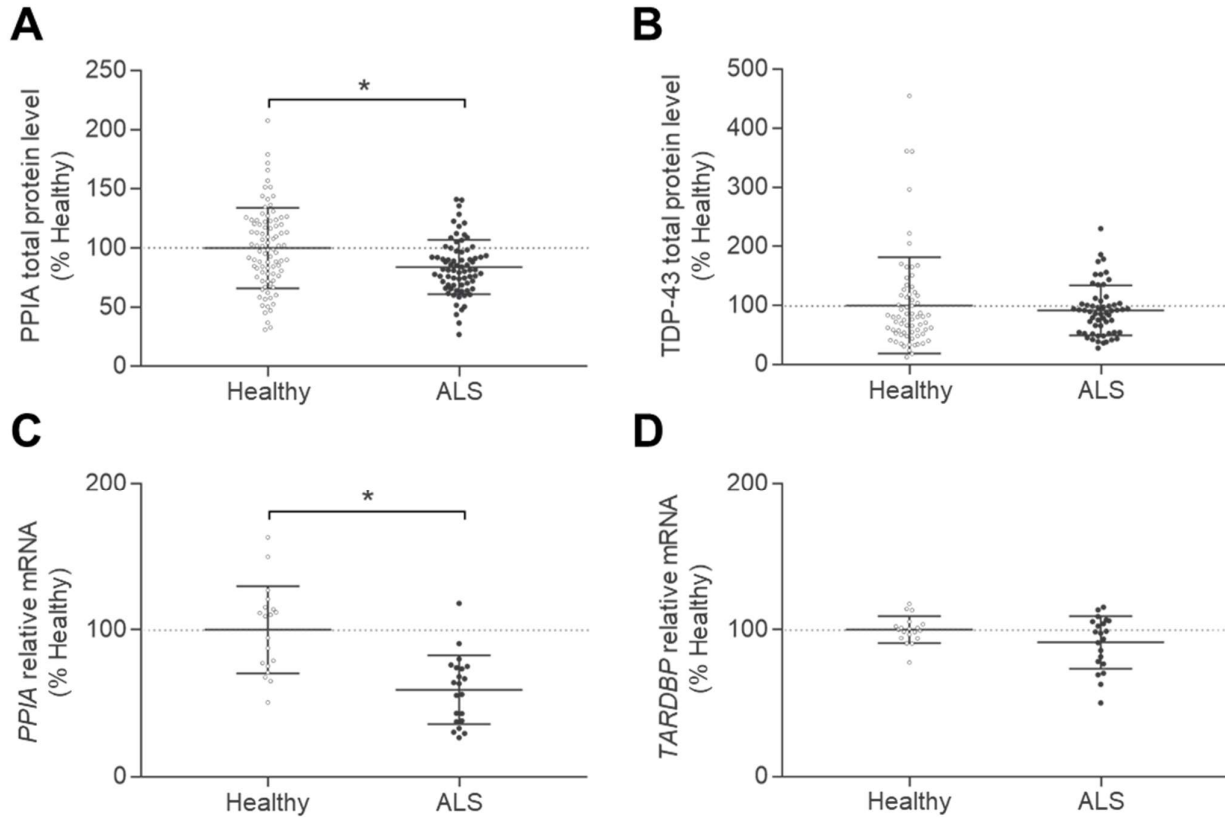 A
PPIA total protein level
(% Healthy)
250
200
150
100
50
0
*
Healthy
ALS
B
TDP-43 total protein level
(% Healthy)
500
400
300
200
100
0
Healthy
ALS
C
PPIA relative mRNA
(% Healthy)
200
100
0
*
Healthy
ALS
D
TARDBP relative mRNA
(% Healthy)
200
100
0
Healthy
ALS